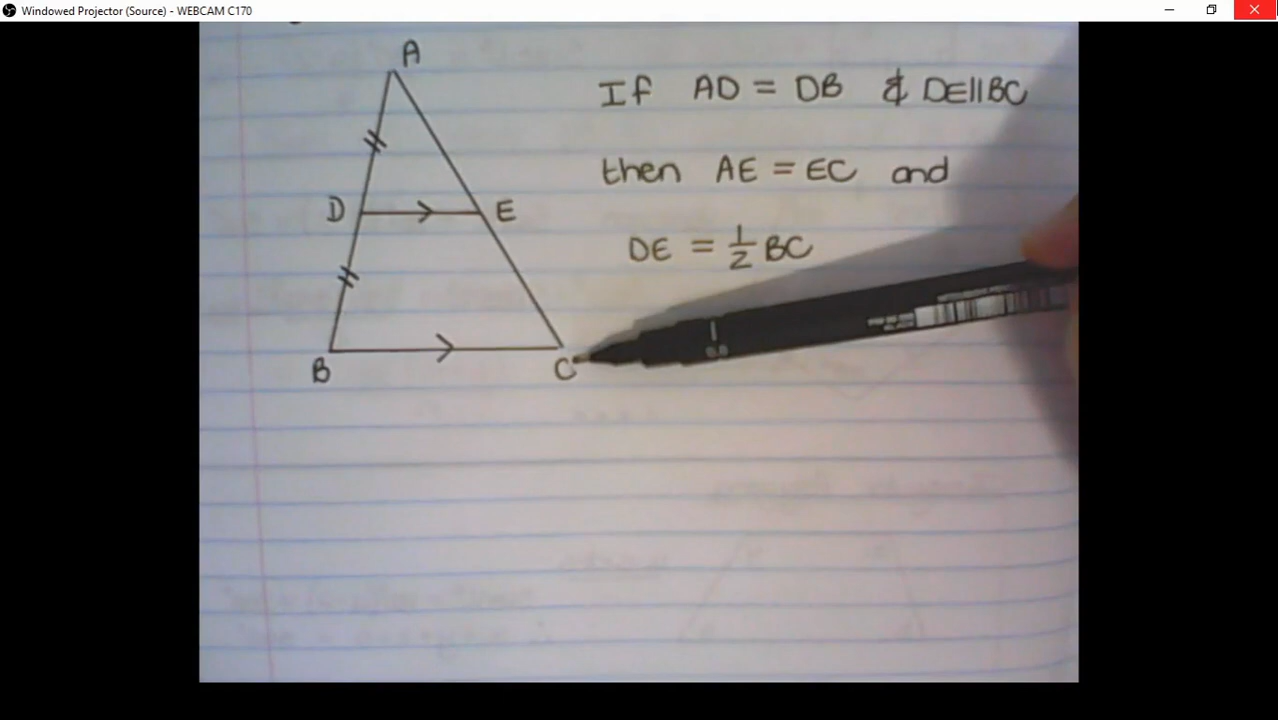 Windowed Projector (Source) - WEBCAM C170
A
If AD = DB & DE||BC
then AE = EC and
D E
DE = 1/2 BC
B C